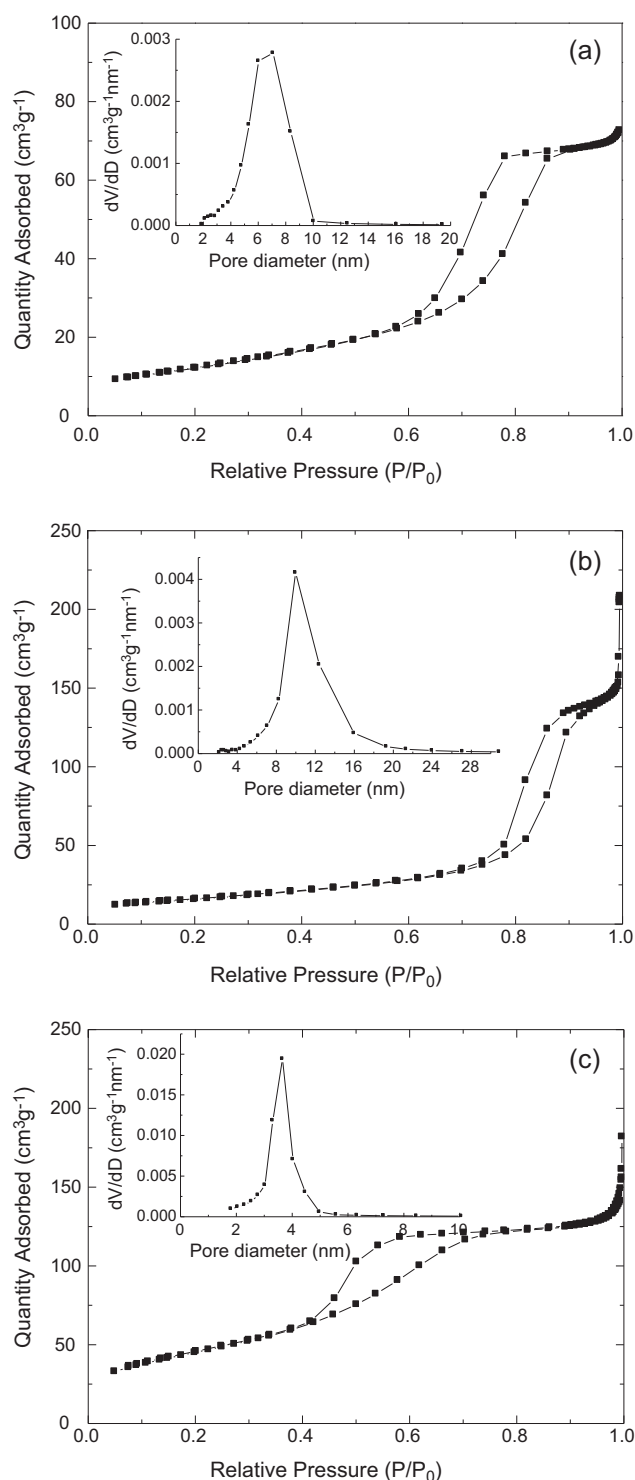 (a)
Quantity Adsorbed (cm³g⁻¹)
100
80
60
40
20
0
0.0 0.2 0.4 0.6 0.8 1.0
Relative Pressure (P/P₀)
dV/dD (cm³g⁻¹nm⁻¹)
0.003
0.002
0.001
0.000
0 2 4 6 8 10 12 14 16 18 20
Pore diameter (nm)
(b)
Quantity Adsorbed (cm³g⁻¹)
250
200
150
100
50
0
0.0 0.2 0.4 0.6 0.8 1.0
Relative Pressure (P/P₀)
dV/dD (cm³g⁻¹nm⁻¹)
0.004
0.002
0.001
0.000
0 4 8 12 16 20 24 28
Pore diameter (nm)
(c)
Quantity Adsorbed (cm³g⁻¹)
250
200
150
100
50
0
0.0 0.2 0.4 0.6 0.8 1.0
Relative Pressure (P/P₀)
dV/dD (cm³g⁻¹nm⁻¹)
0.020
0.015
0.010
0.005
0.000
0 2 4 6 8 10
Pore diameter (nm)